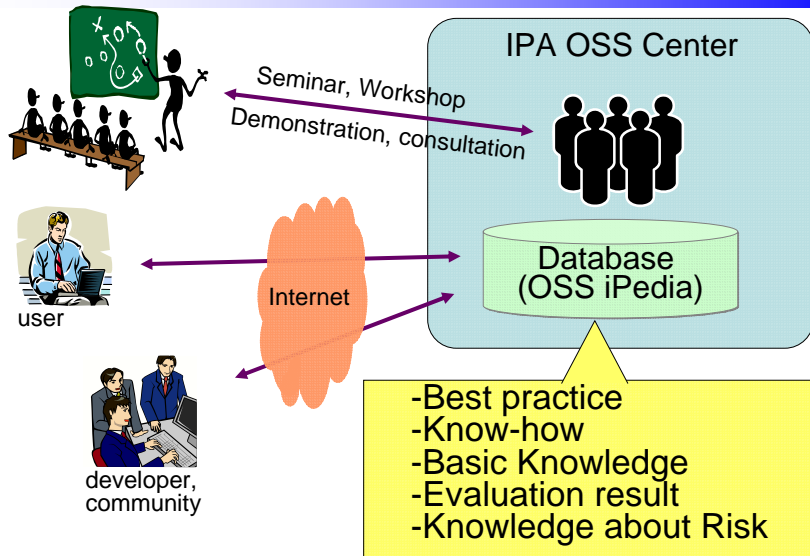 IPA OSS Center
Seminar, Workshop
Demonstration, consultation
Database
(OSS iPedia)
Internet
user
developer,
community
-Best practice
-Know-how
-Basic Knowledge
-Evaluation result
-Knowledge about Risk